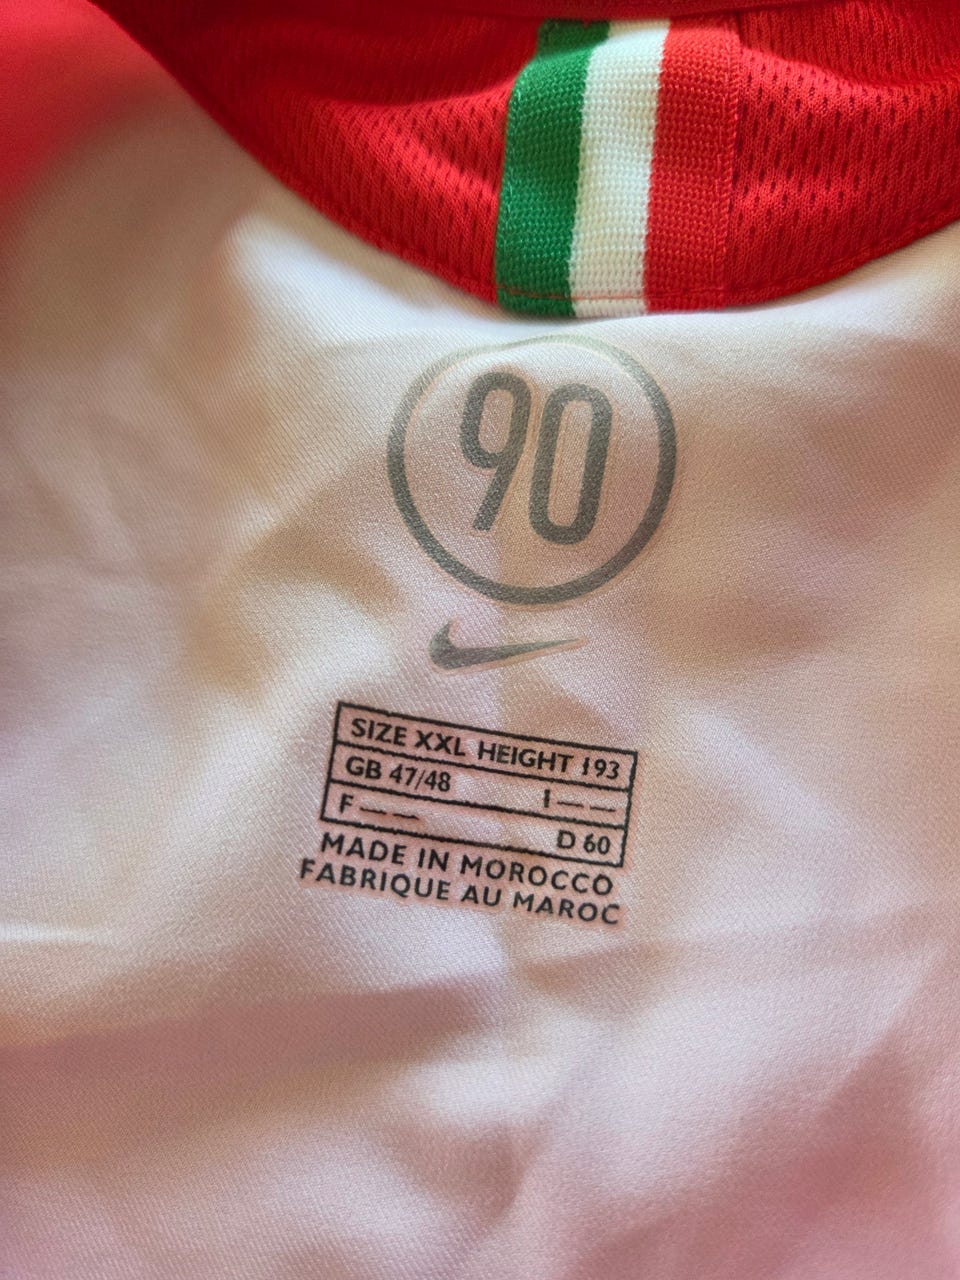 90
SIZE XXL HEIGHT 193
GB 47/48 I — —
F — — D 60
MADE IN MOROCCO
FABRIQUE AU MAROC